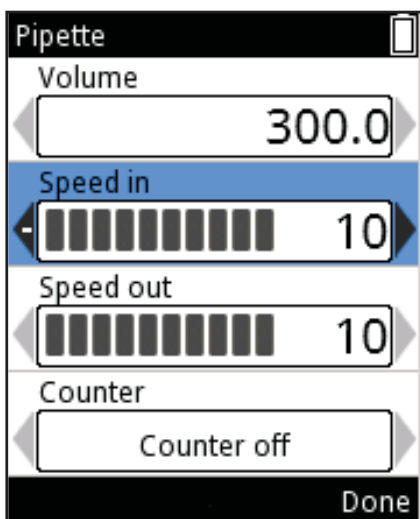 Pipette
Volume
300.0
Speed in
- 10
Speed out
10
Counter
Counter off
Done